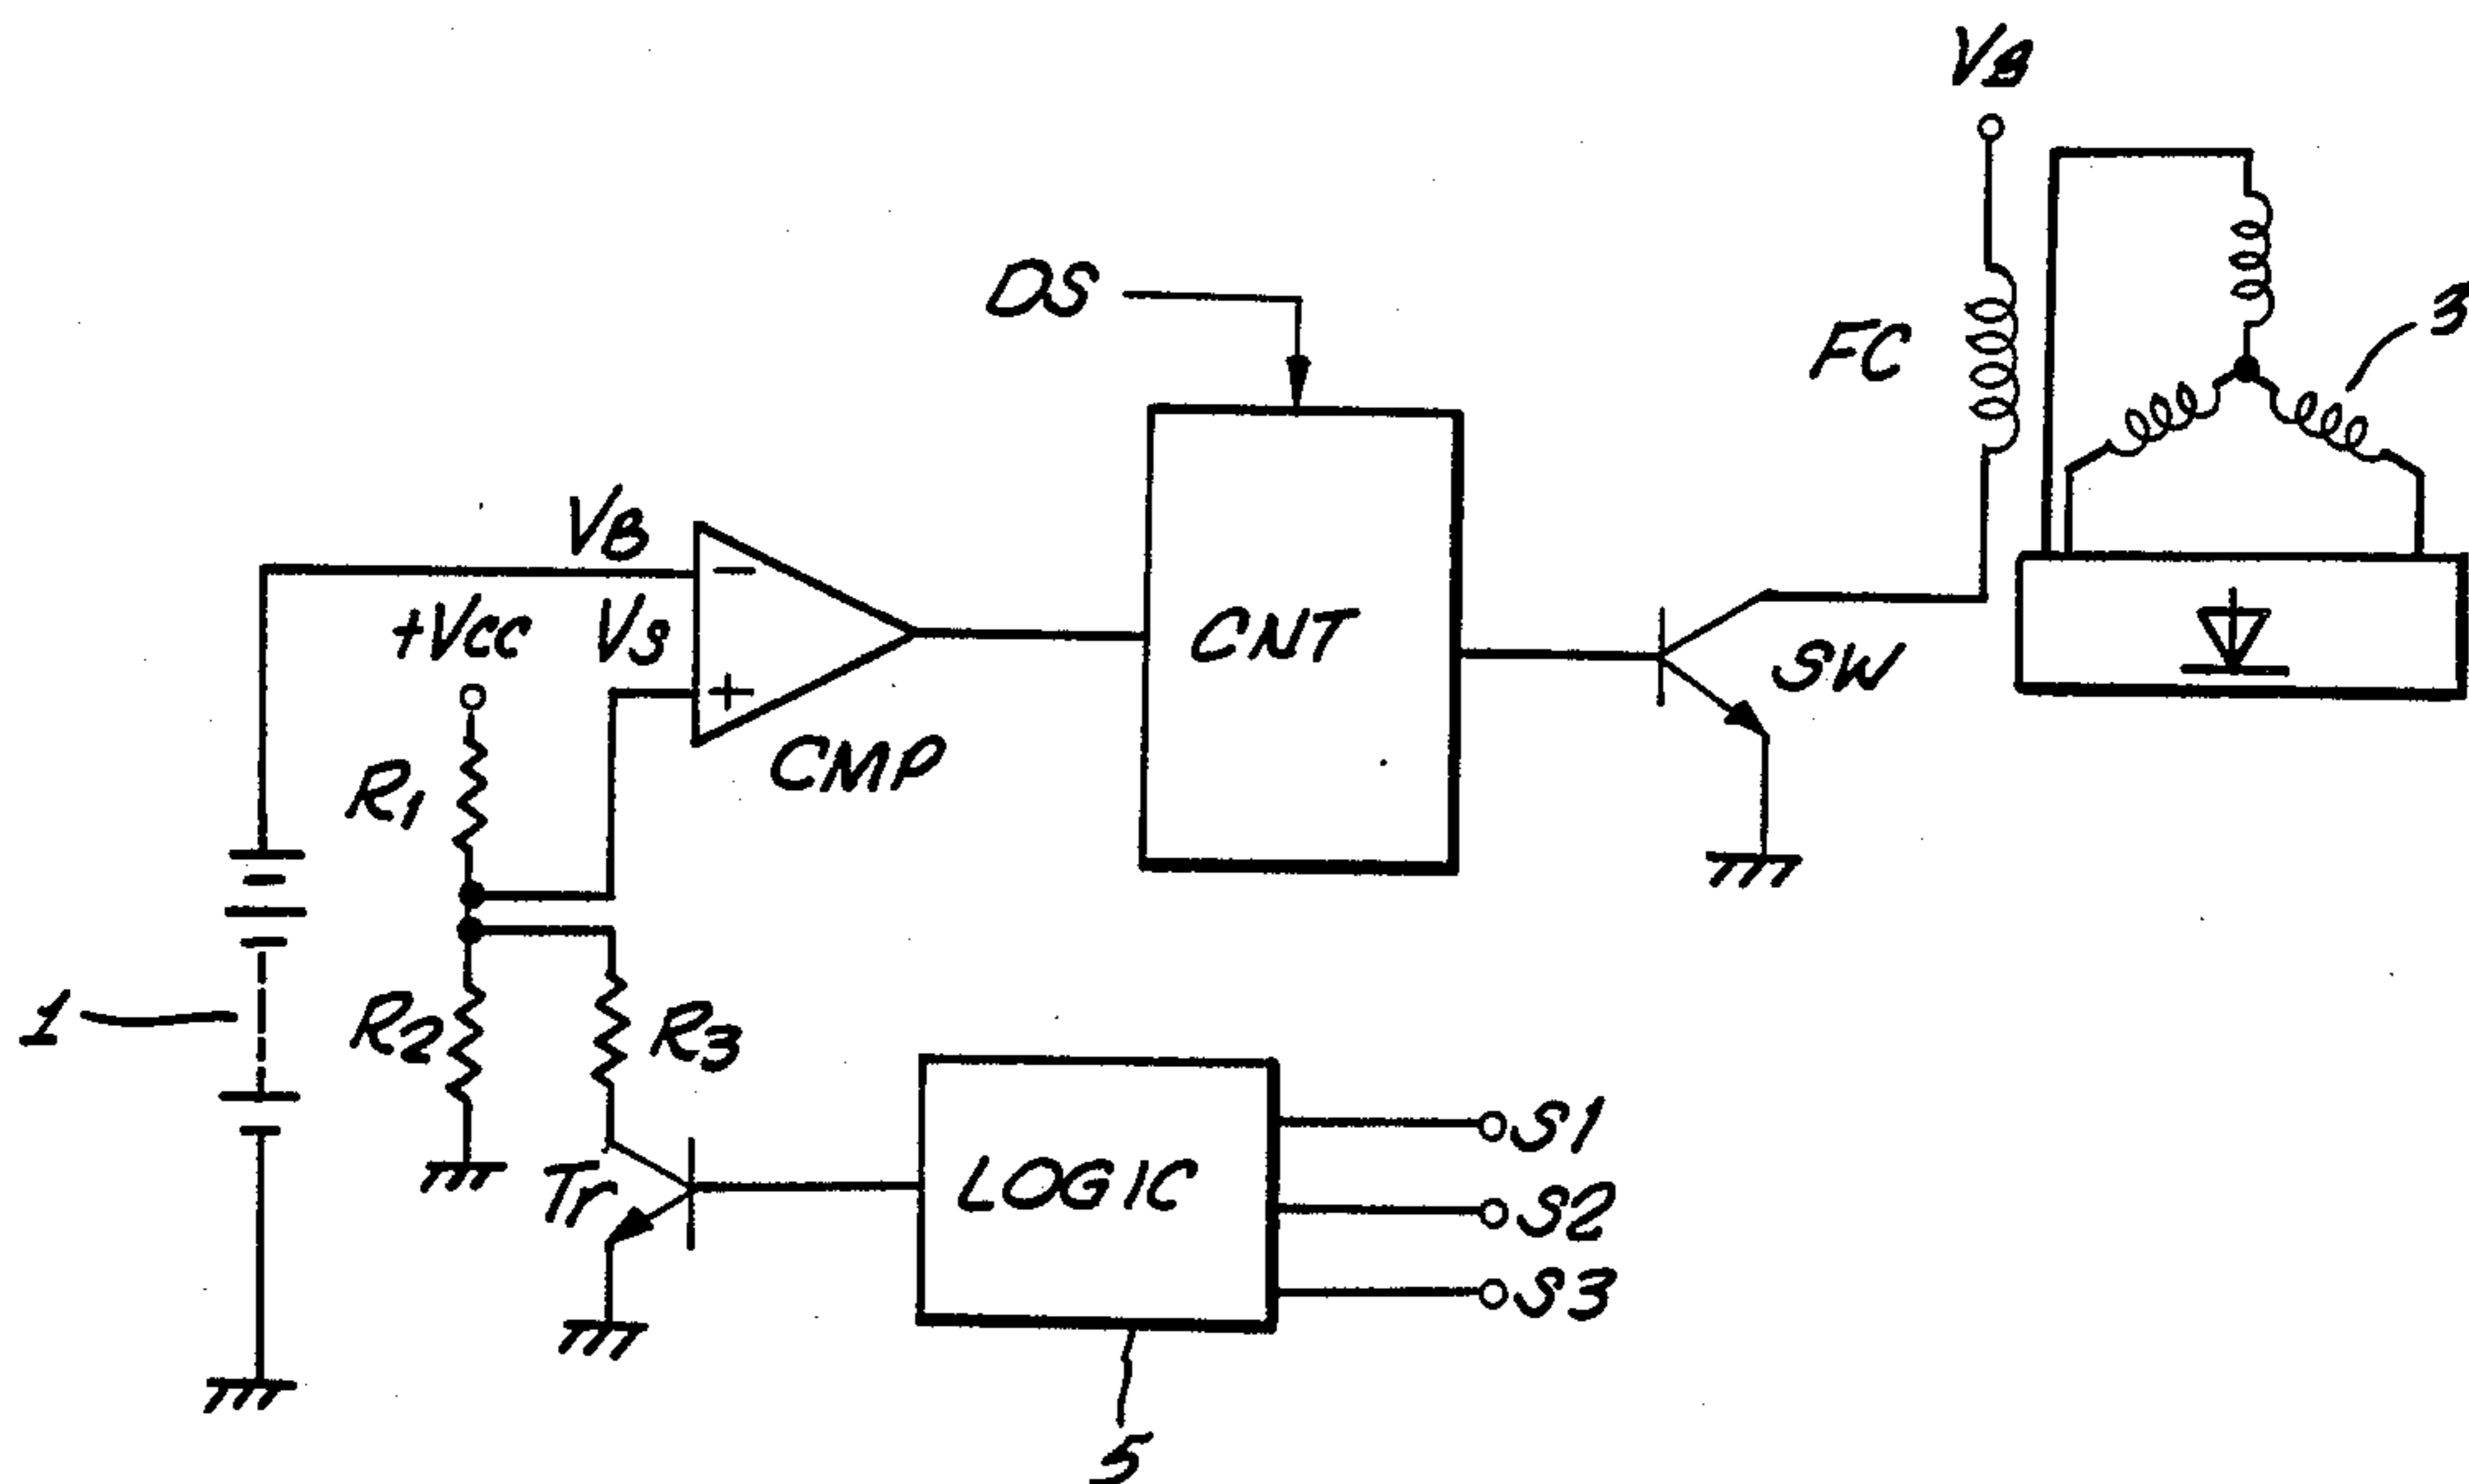 VB
DS
FC
3
VB
+VCC
VS
−
+
CNT
SW
CMP
R1
1
R2
R3
LOGIC
Tr
S1
S2
S3
5